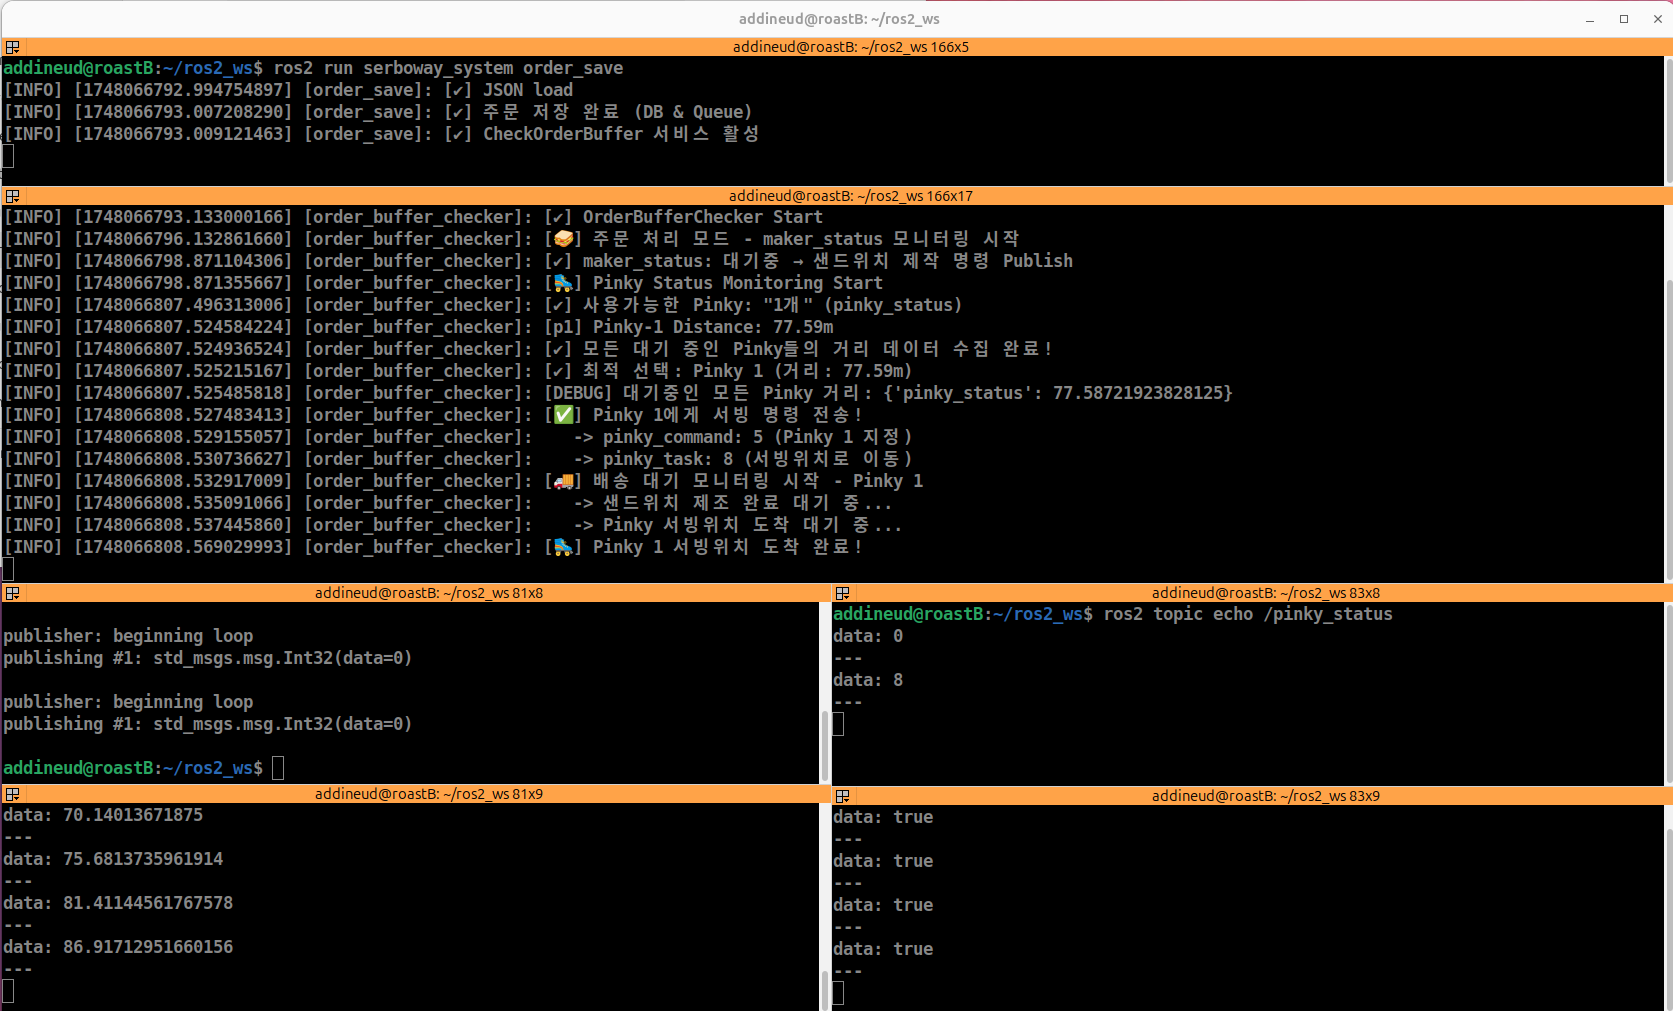 addineud@roastB: ~/ros2_ws
addineud@roastB: ~/ros2_ws 166x5
addineud@roastB:~/ros2_ws$ ros2 run serboway_system order_save
[INFO] [1748066792.994754897] [order_save]: [✔] JSON load
[INFO] [1748066793.007208290] [order_save]: [✔] 주문 저장 완료 (DB & Queue)
[INFO] [1748066793.009121463] [order_save]: [✔] CheckOrderBuffer 서비스 활성
addineud@roastB: ~/ros2_ws 166x17
[INFO] [1748066793.133000166] [order_buffer_checker]: [✔] OrderBufferChecker Start
[INFO] [1748066796.132861660] [order_buffer_checker]: [🥪] 주문 처리 모드 - maker_status 모니터링 시작
[INFO] [1748066798.871104306] [order_buffer_checker]: [✔] maker_status: 대기중 → 샌드위치 제작 명령 Publish
[INFO] [1748066798.871355667] [order_buffer_checker]: [🛼] Pinky Status Monitoring Start
[INFO] [1748066807.496313006] [order_buffer_checker]: [✔] 사용가능한 Pinky: "1개" (pinky_status)
[INFO] [1748066807.524584224] [order_buffer_checker]: [p1] Pinky-1 Distance: 77.59m
[INFO] [1748066807.524936524] [order_buffer_checker]: [✔] 모든 대기 중인 Pinky들의 거리 데이터 수집 완료!
[INFO] [1748066807.525215167] [order_buffer_checker]: [✔] 최적 선택: Pinky 1 (거리: 77.59m)
[INFO] [1748066807.525485818] [order_buffer_checker]: [DEBUG] 대기중인 모든 Pinky 거리: {'pinky_status': 77.58721923828125}
[INFO] [1748066808.527483413] [order_buffer_checker]: [✅] Pinky 1에게 서빙 명령 전송!
[INFO] [1748066808.529155057] [order_buffer_checker]:    -> pinky_command: 5 (Pinky 1 지정)
[INFO] [1748066808.530736627] [order_buffer_checker]:    -> pinky_task: 8 (서빙위치로 이동)
[INFO] [1748066808.532917009] [order_buffer_checker]: [🚚] 배송 대기 모니터링 시작 - Pinky 1
[INFO] [1748066808.535091066] [order_buffer_checker]:    -> 샌드위치 제조 완료 대기 중...
[INFO] [1748066808.537445860] [order_buffer_checker]:    -> Pinky 서빙위치 도착 대기 중...
[INFO] [1748066808.569029993] [order_buffer_checker]: [🛼] Pinky 1 서빙위치 도착 완료!
addineud@roastB: ~/ros2_ws 81x8
publisher: beginning loop
publishing #1: std_msgs.msg.Int32(data=0)
publisher: beginning loop
publishing #1: std_msgs.msg.Int32(data=0)
addineud@roastB:~/ros2_ws$
addineud@roastB: ~/ros2_ws 83x8
addineud@roastB:~/ros2_ws$ ros2 topic echo /pinky_status
data: 0
---
data: 8
---
addineud@roastB: ~/ros2_ws 81x9
data: 70.14013671875
---
data: 75.6813735961914
---
data: 81.41144561767578
---
data: 86.91712951660156
---
addineud@roastB: ~/ros2_ws 83x9
data: true
---
data: true
---
data: true
---
data: true
---